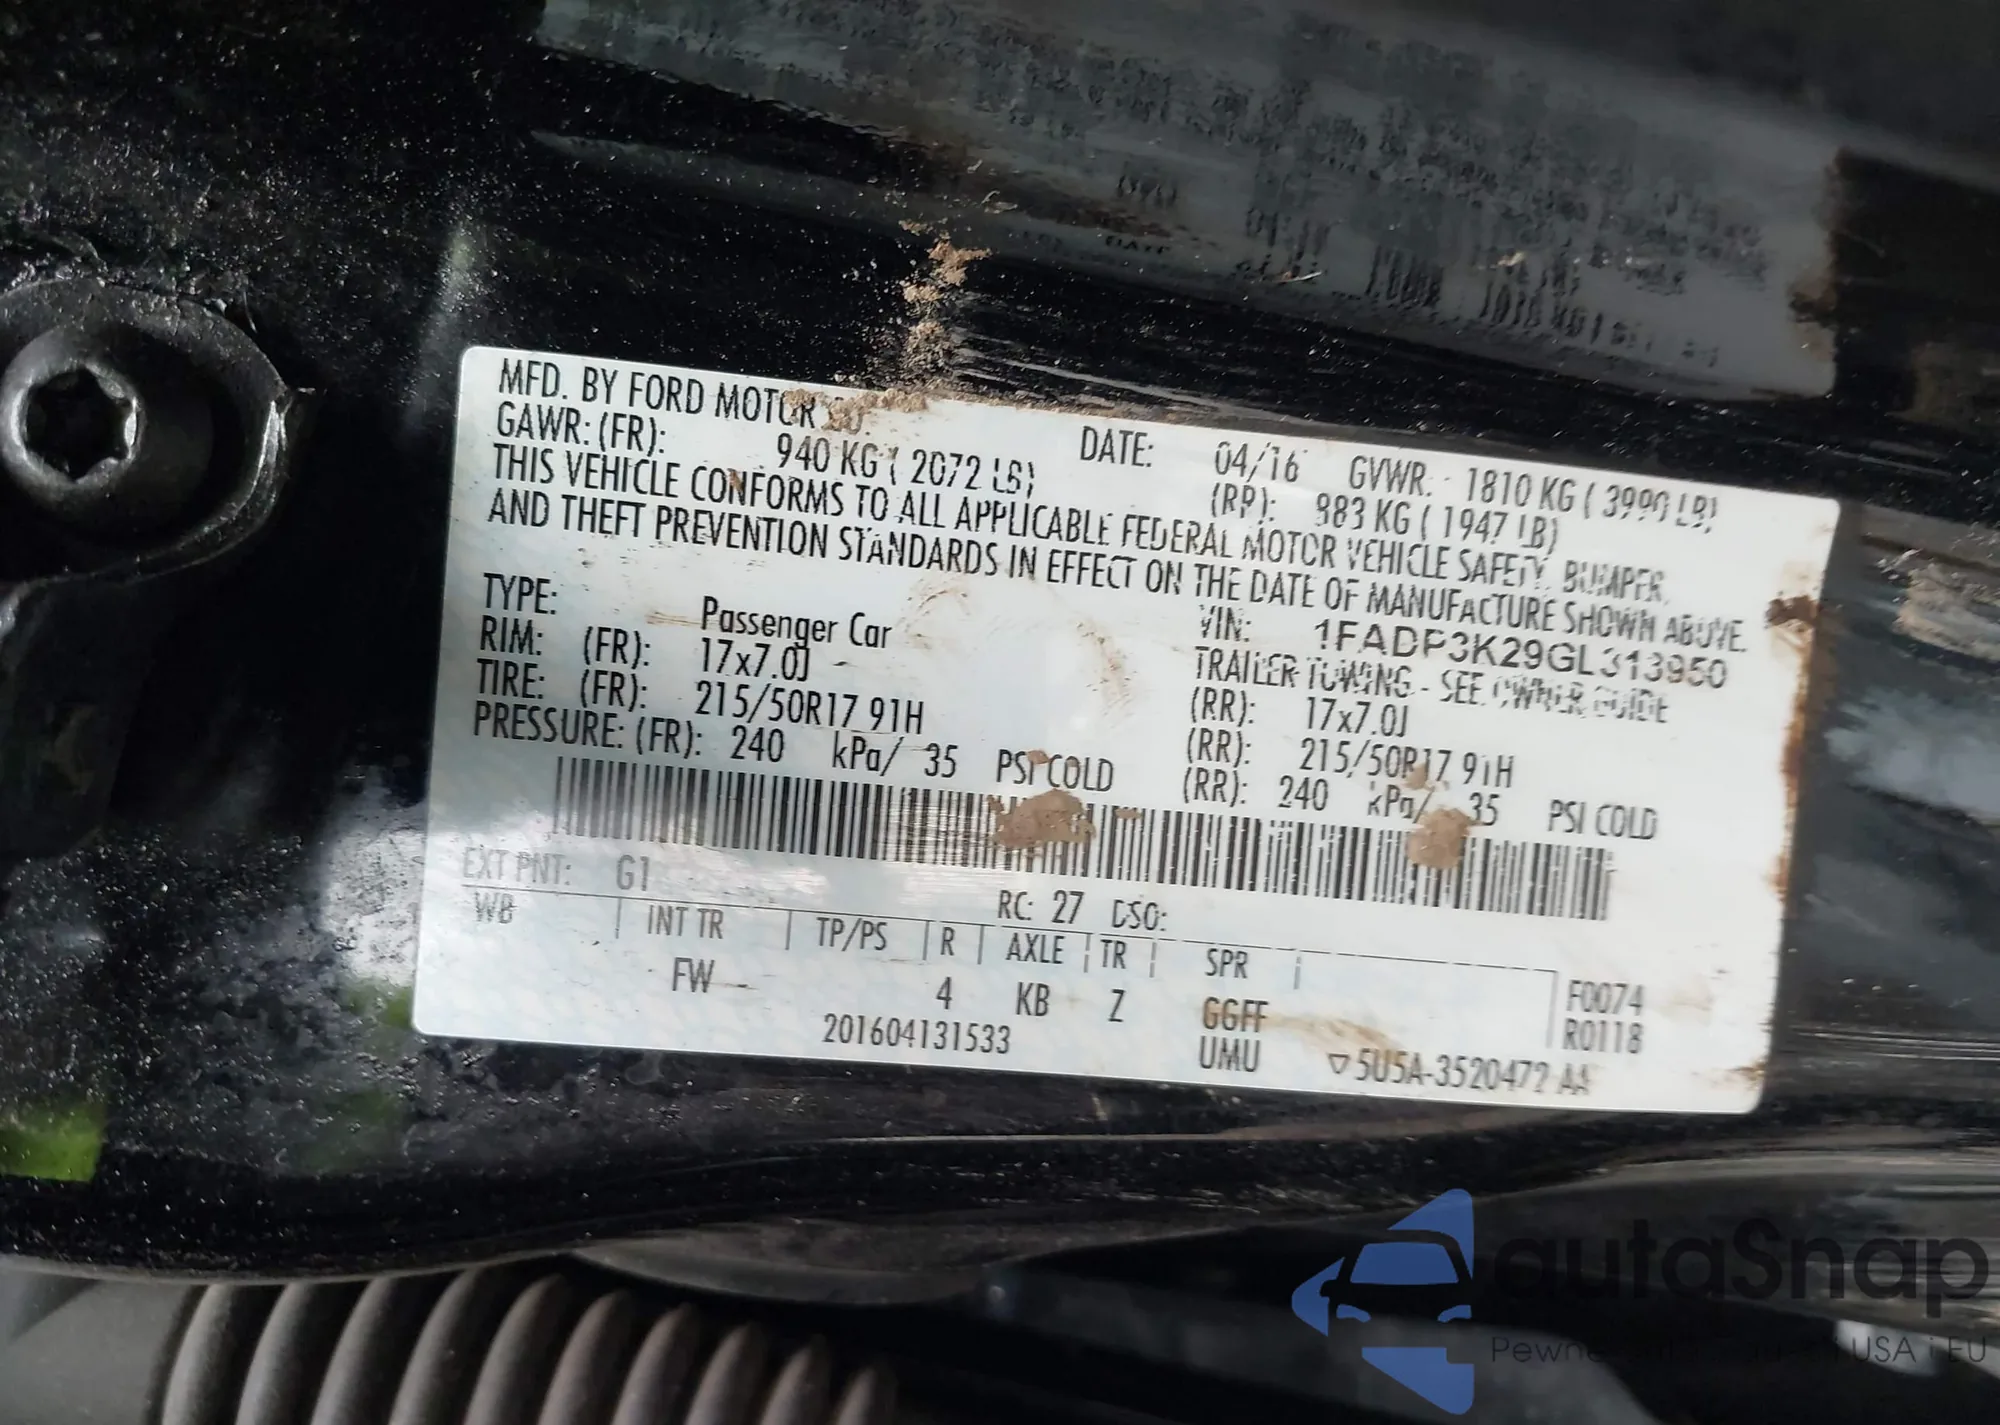 MFD. BY FORD MOTOR CO.
DATE: 04/16 GVWR: 1810 KG ( 3990 LB)
GAWR: (FR): 940 KG ( 2072 LB) (RR): 883 KG ( 1947 LB)
THIS VEHICLE CONFORMS TO ALL APPLICABLE FEDERAL MOTOR VEHICLE SAFETY, BUMPER,
AND THEFT PREVENTION STANDARDS IN EFFECT ON THE DATE OF MANUFACTURE SHOWN ABOVE.
VIN: 1FADP3K29GL313950
TYPE: Passenger Car TRAILER TOWING - SEE OWNER GUIDE
RIM: (FR): 17x7.0J (RR): 17x7.0J
TIRE: (FR): 215/50R17 91H (RR): 215/50R17 91H
PRESSURE: (FR): 240 kPa/ 35 PSI COLD (RR): 240 kPa/ 35 PSI COLD
EXT PNT: G1 RC: 27 DSO:
WB INT TR TP/PS R AXLE TR SPR
FW 4 KB Z GGFF F0074
UMU R0118
201604131533 ▽5U5A-3520472 AA
autaSnap
USA i EU